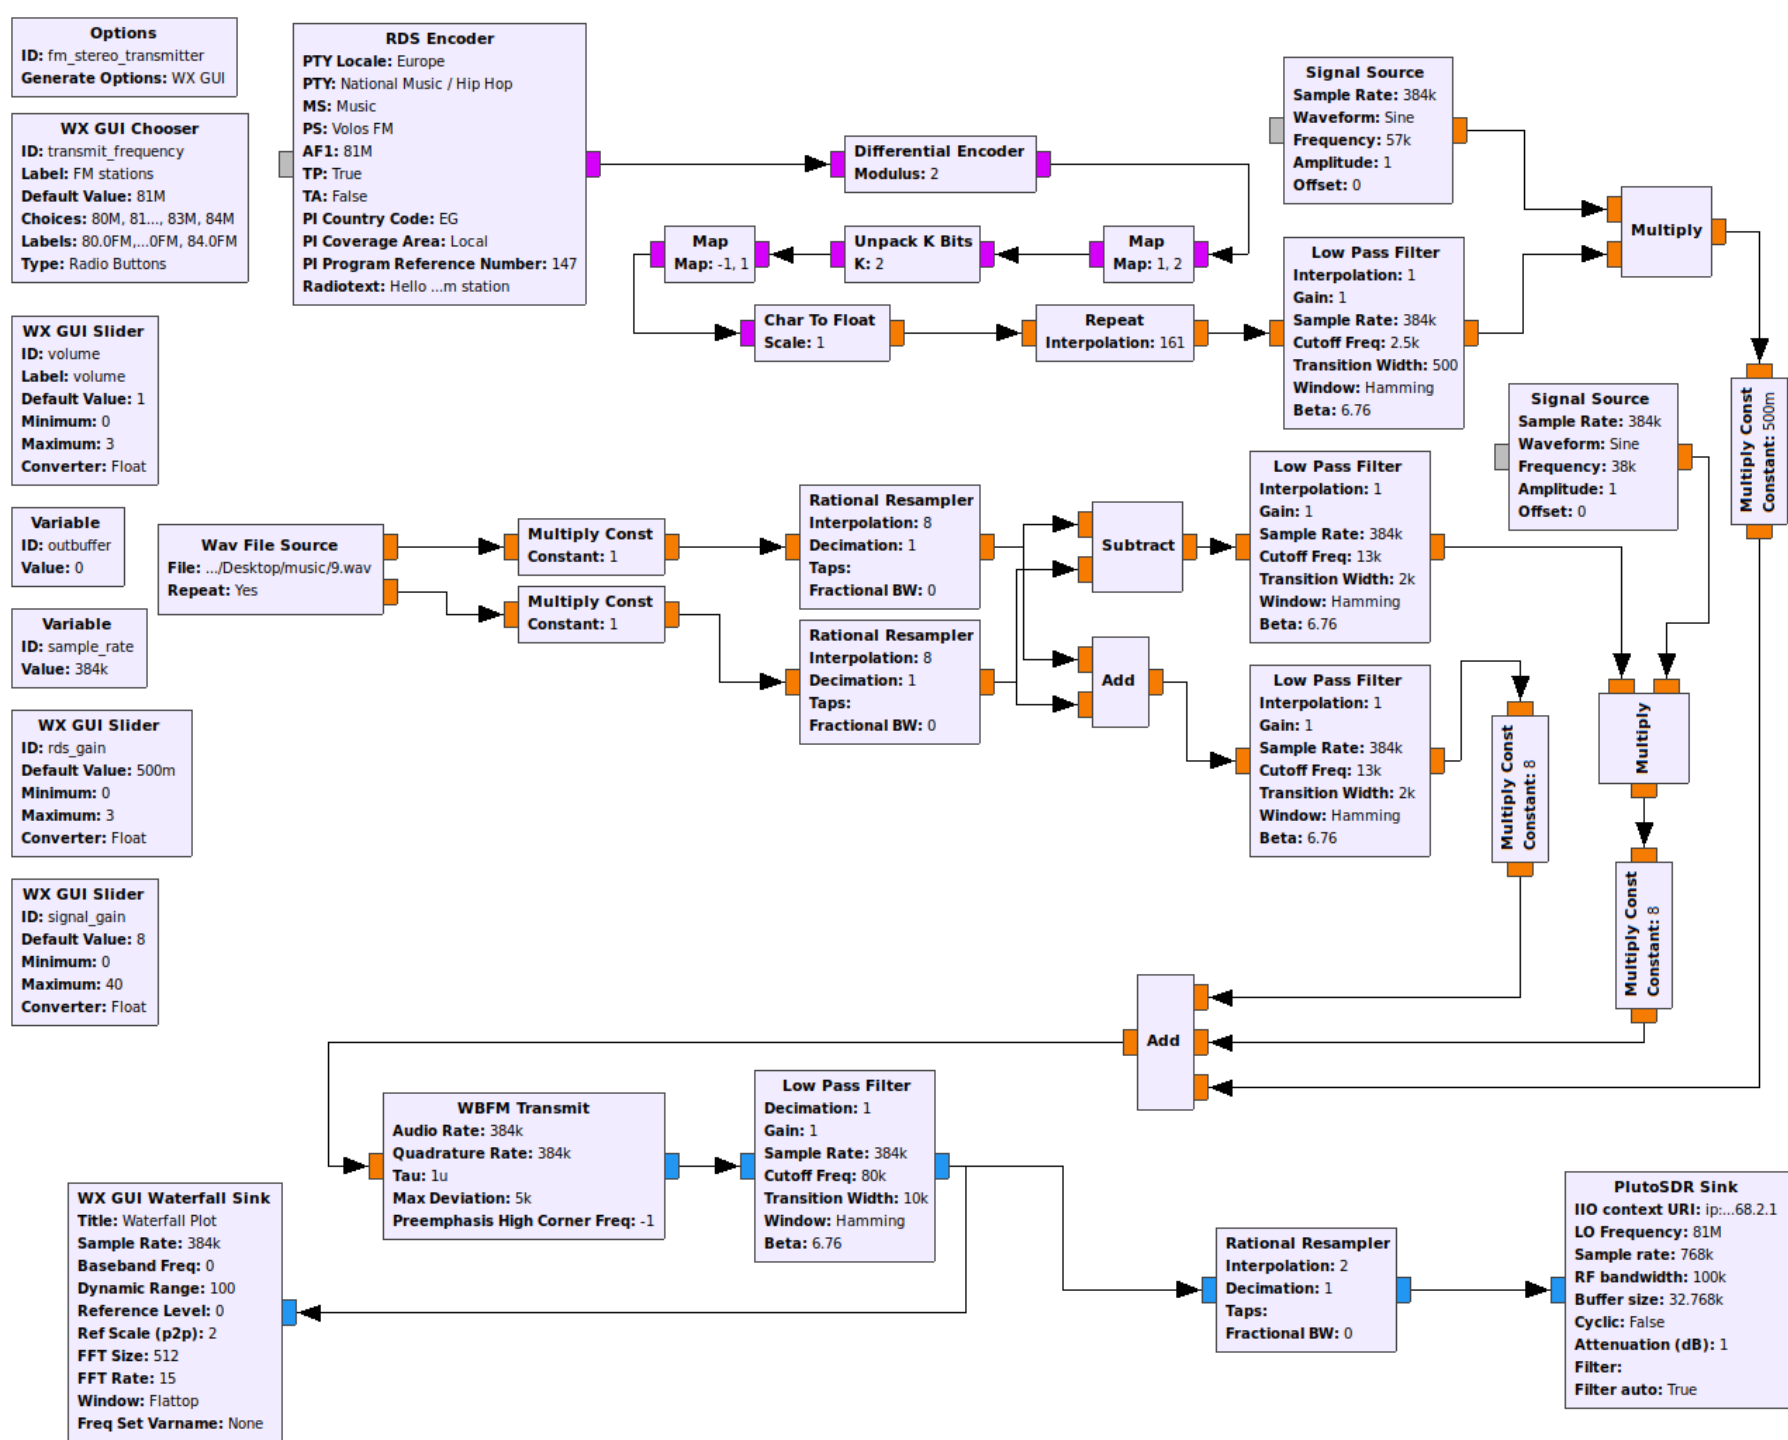 Options
ID: fm_stereo_transmitter
Generate Options: WX GUI
WX GUI Chooser
ID: transmit_frequency
Label: FM stations
Default Value: 81M
Choices: 80M, 81..., 83M, 84M
Labels: 80.0FM,...0FM, 84.0FM
Type: Radio Buttons
WX GUI Slider
ID: volume
Label: volume
Default Value: 1
Minimum: 0
Maximum: 3
Converter: Float
Variable
ID: outbuffer
Value: 0
Variable
ID: sample_rate
Value: 384k
WX GUI Slider
ID: rds_gain
Default Value: 500m
Minimum: 0
Maximum: 3
Converter: Float
WX GUI Slider
ID: signal_gain
Default Value: 8
Minimum: 0
Maximum: 40
Converter: Float
RDS Encoder
PTY Locale: Europe
PTY: National Music / Hip Hop
MS: Music
PS: Volos FM
AF1: 81M
TP: True
TA: False
PI Country Code: EG
PI Coverage Area: Local
PI Program Reference Number: 147
Radiotext: Hello ...m station
Differential Encoder
Modulus: 2
Map
Map: 1, 2
Unpack K Bits
K: 2
Map
Map: -1, 1
Char To Float
Scale: 1
Repeat
Interpolation: 161
Signal Source
Sample Rate: 384k
Waveform: Sine
Frequency: 57k
Amplitude: 1
Offset: 0
Low Pass Filter
Interpolation: 1
Gain: 1
Sample Rate: 384k
Cutoff Freq: 2.5k
Transition Width: 500
Window: Hamming
Beta: 6.76
Multiply
Multiply Const
Constant: 500m
Signal Source
Sample Rate: 384k
Waveform: Sine
Frequency: 38k
Amplitude: 1
Offset: 0
Wav File Source
File: .../Desktop/music/9.wav
Repeat: Yes
Multiply Const
Constant: 1
Multiply Const
Constant: 1
Rational Resampler
Interpolation: 8
Decimation: 1
Taps:
Fractional BW: 0
Rational Resampler
Interpolation: 8
Decimation: 1
Taps:
Fractional BW: 0
Subtract
Add
Low Pass Filter
Interpolation: 1
Gain: 1
Sample Rate: 384k
Cutoff Freq: 13k
Transition Width: 2k
Window: Hamming
Beta: 6.76
Low Pass Filter
Interpolation: 1
Gain: 1
Sample Rate: 384k
Cutoff Freq: 13k
Transition Width: 2k
Window: Hamming
Beta: 6.76
Multiply Const
Constant: 8
Multiply
Multiply Const
Constant: 8
Add
WBFM Transmit
Audio Rate: 384k
Quadrature Rate: 384k
Tau: 1u
Max Deviation: 5k
Preemphasis High Corner Freq: -1
Low Pass Filter
Decimation: 1
Gain: 1
Sample Rate: 384k
Cutoff Freq: 80k
Transition Width: 10k
Window: Hamming
Beta: 6.76
WX GUI Waterfall Sink
Title: Waterfall Plot
Sample Rate: 384k
Baseband Freq: 0
Dynamic Range: 100
Reference Level: 0
Ref Scale (p2p): 2
FFT Size: 512
FFT Rate: 15
Window: Flattop
Freq Set Varname: None
Rational Resampler
Interpolation: 2
Decimation: 1
Taps:
Fractional BW: 0
PlutoSDR Sink
IIO context URI: ip:...68.2.1
LO Frequency: 81M
Sample rate: 768k
RF bandwidth: 100k
Buffer size: 32.768k
Cyclic: False
Attenuation (dB): 1
Filter:
Filter auto: True